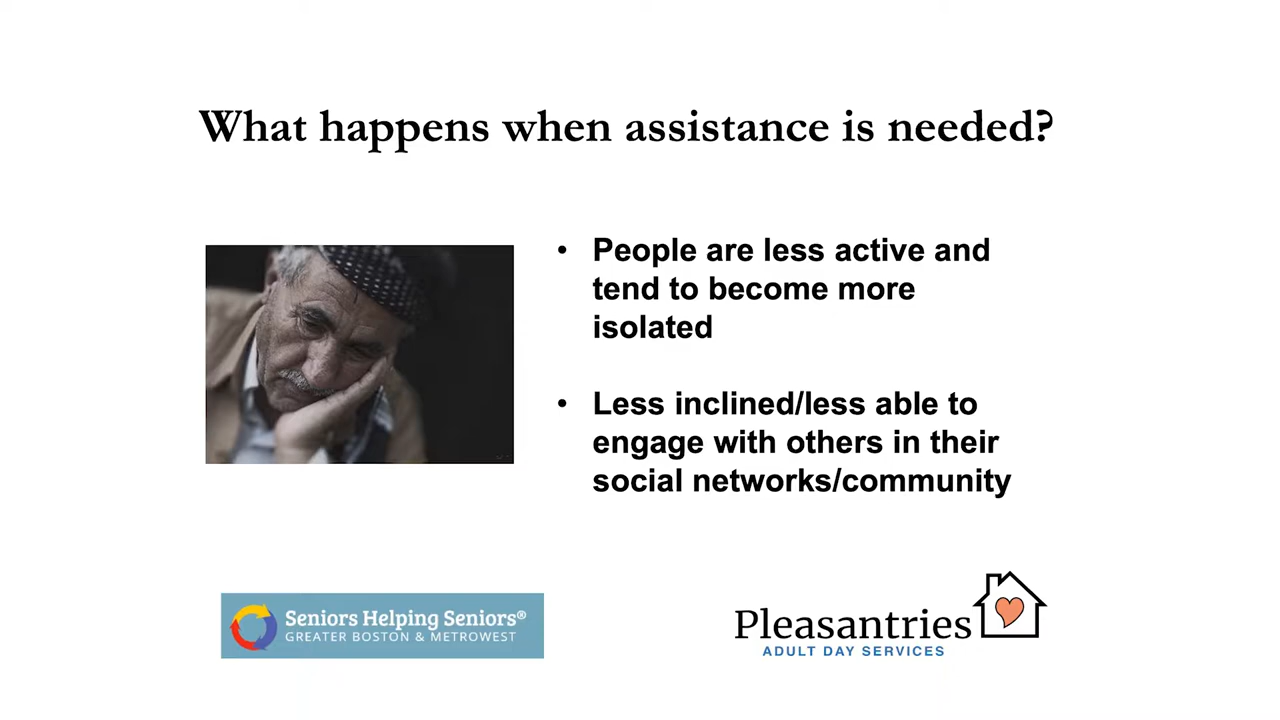 What happens when assistance is needed?
• People are less active and
tend to become more
isolated
• Less inclined/less able to
engage with others in their
social networks/community
Seniors Helping Seniors®
GREATER BOSTON & METROWEST
Pleasantries
ADULT DAY SERVICES